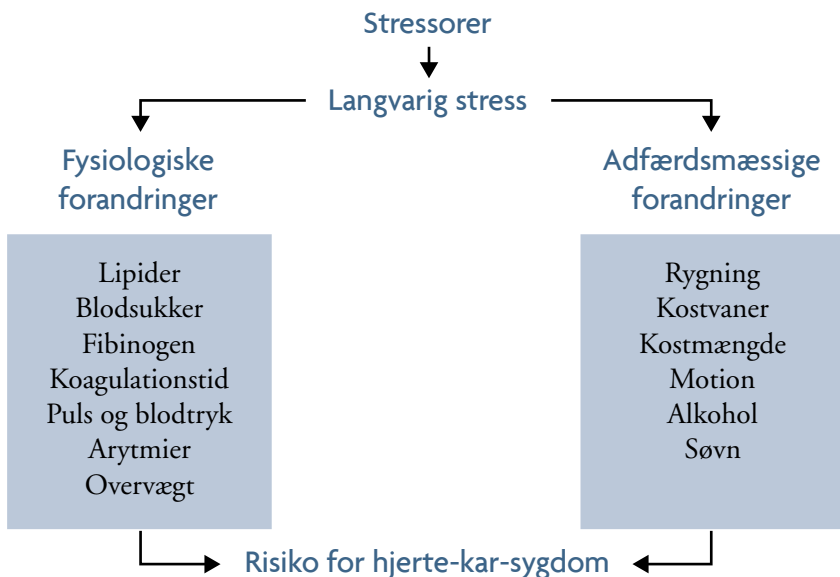 Stressorer
Langvarig stress
Fysiologiske
forandringer
Lipider
Blodsukker
Fibinogen
Koagulationstid
Puls og blodtryk
Arytmier
Overvægt
Adfærdsmæssige
forandringer
Rygning
Kostvaner
Kostmængde
Motion
Alkohol
Søvn
Risiko for hjerte-kar-sygdom